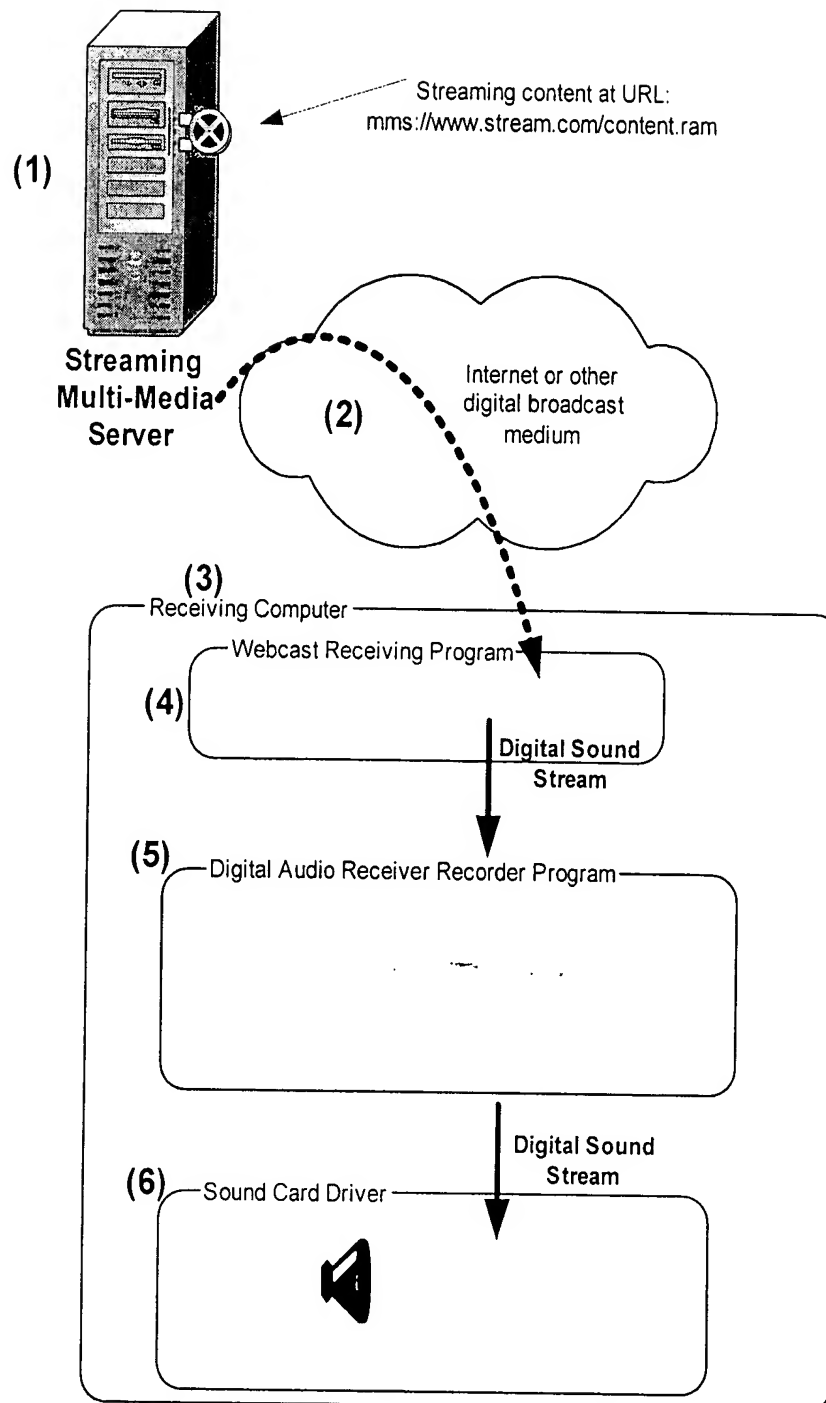 Streaming content at URL:
mms://www.stream.com/content.ram
(1)
Streaming
Multi-Media
Server
(2)
Internet or other
digital broadcast
medium
(3)
Receiving Computer
Webcast Receiving Program
(4)
Digital Sound
Stream
(5)
Digital Audio Receiver Recorder Program
Digital Sound
Stream
(6)
Sound Card Driver